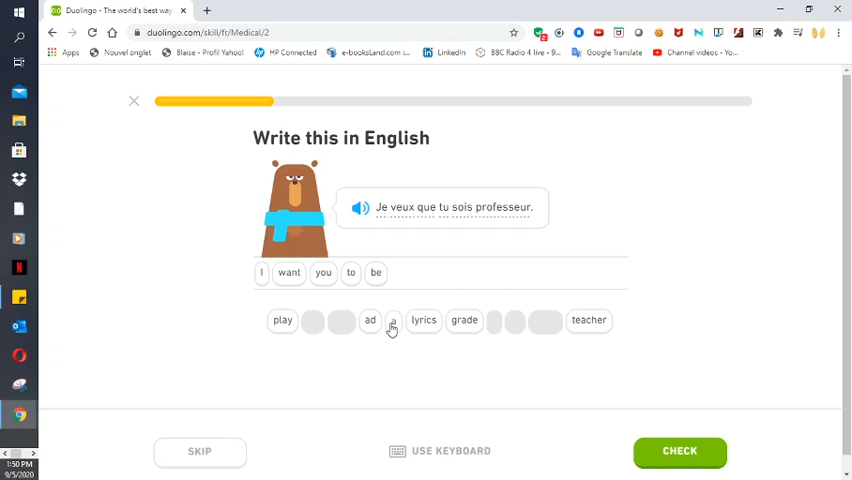 Duolingo - The world's best way
duolingo.com/skill/fr/Medical/2
Apps Nouvel onglet Blaise - Profil Yahoo! HP Connected e-booksLand.com : ... LinkedIn BBC Radio 4 live - 9... Google Translate Channel videos - Yo...
Write this in English
Je veux que tu sois professeur.
I want you to be
play ad a lyrics grade teacher
SKIP USE KEYBOARD CHECK
1:50 PM
9/5/2020